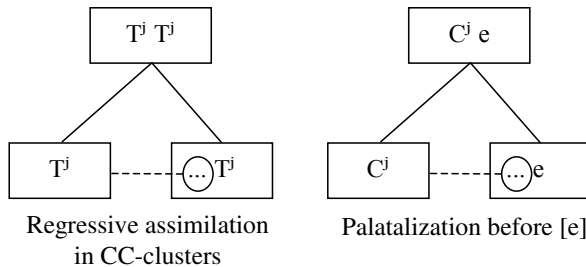 Tʲ Tʲ
Cʲ e
Tʲ
... Tʲ
Cʲ
... e
Regressive assimilation
in CC-clusters
Palatalization before [e]